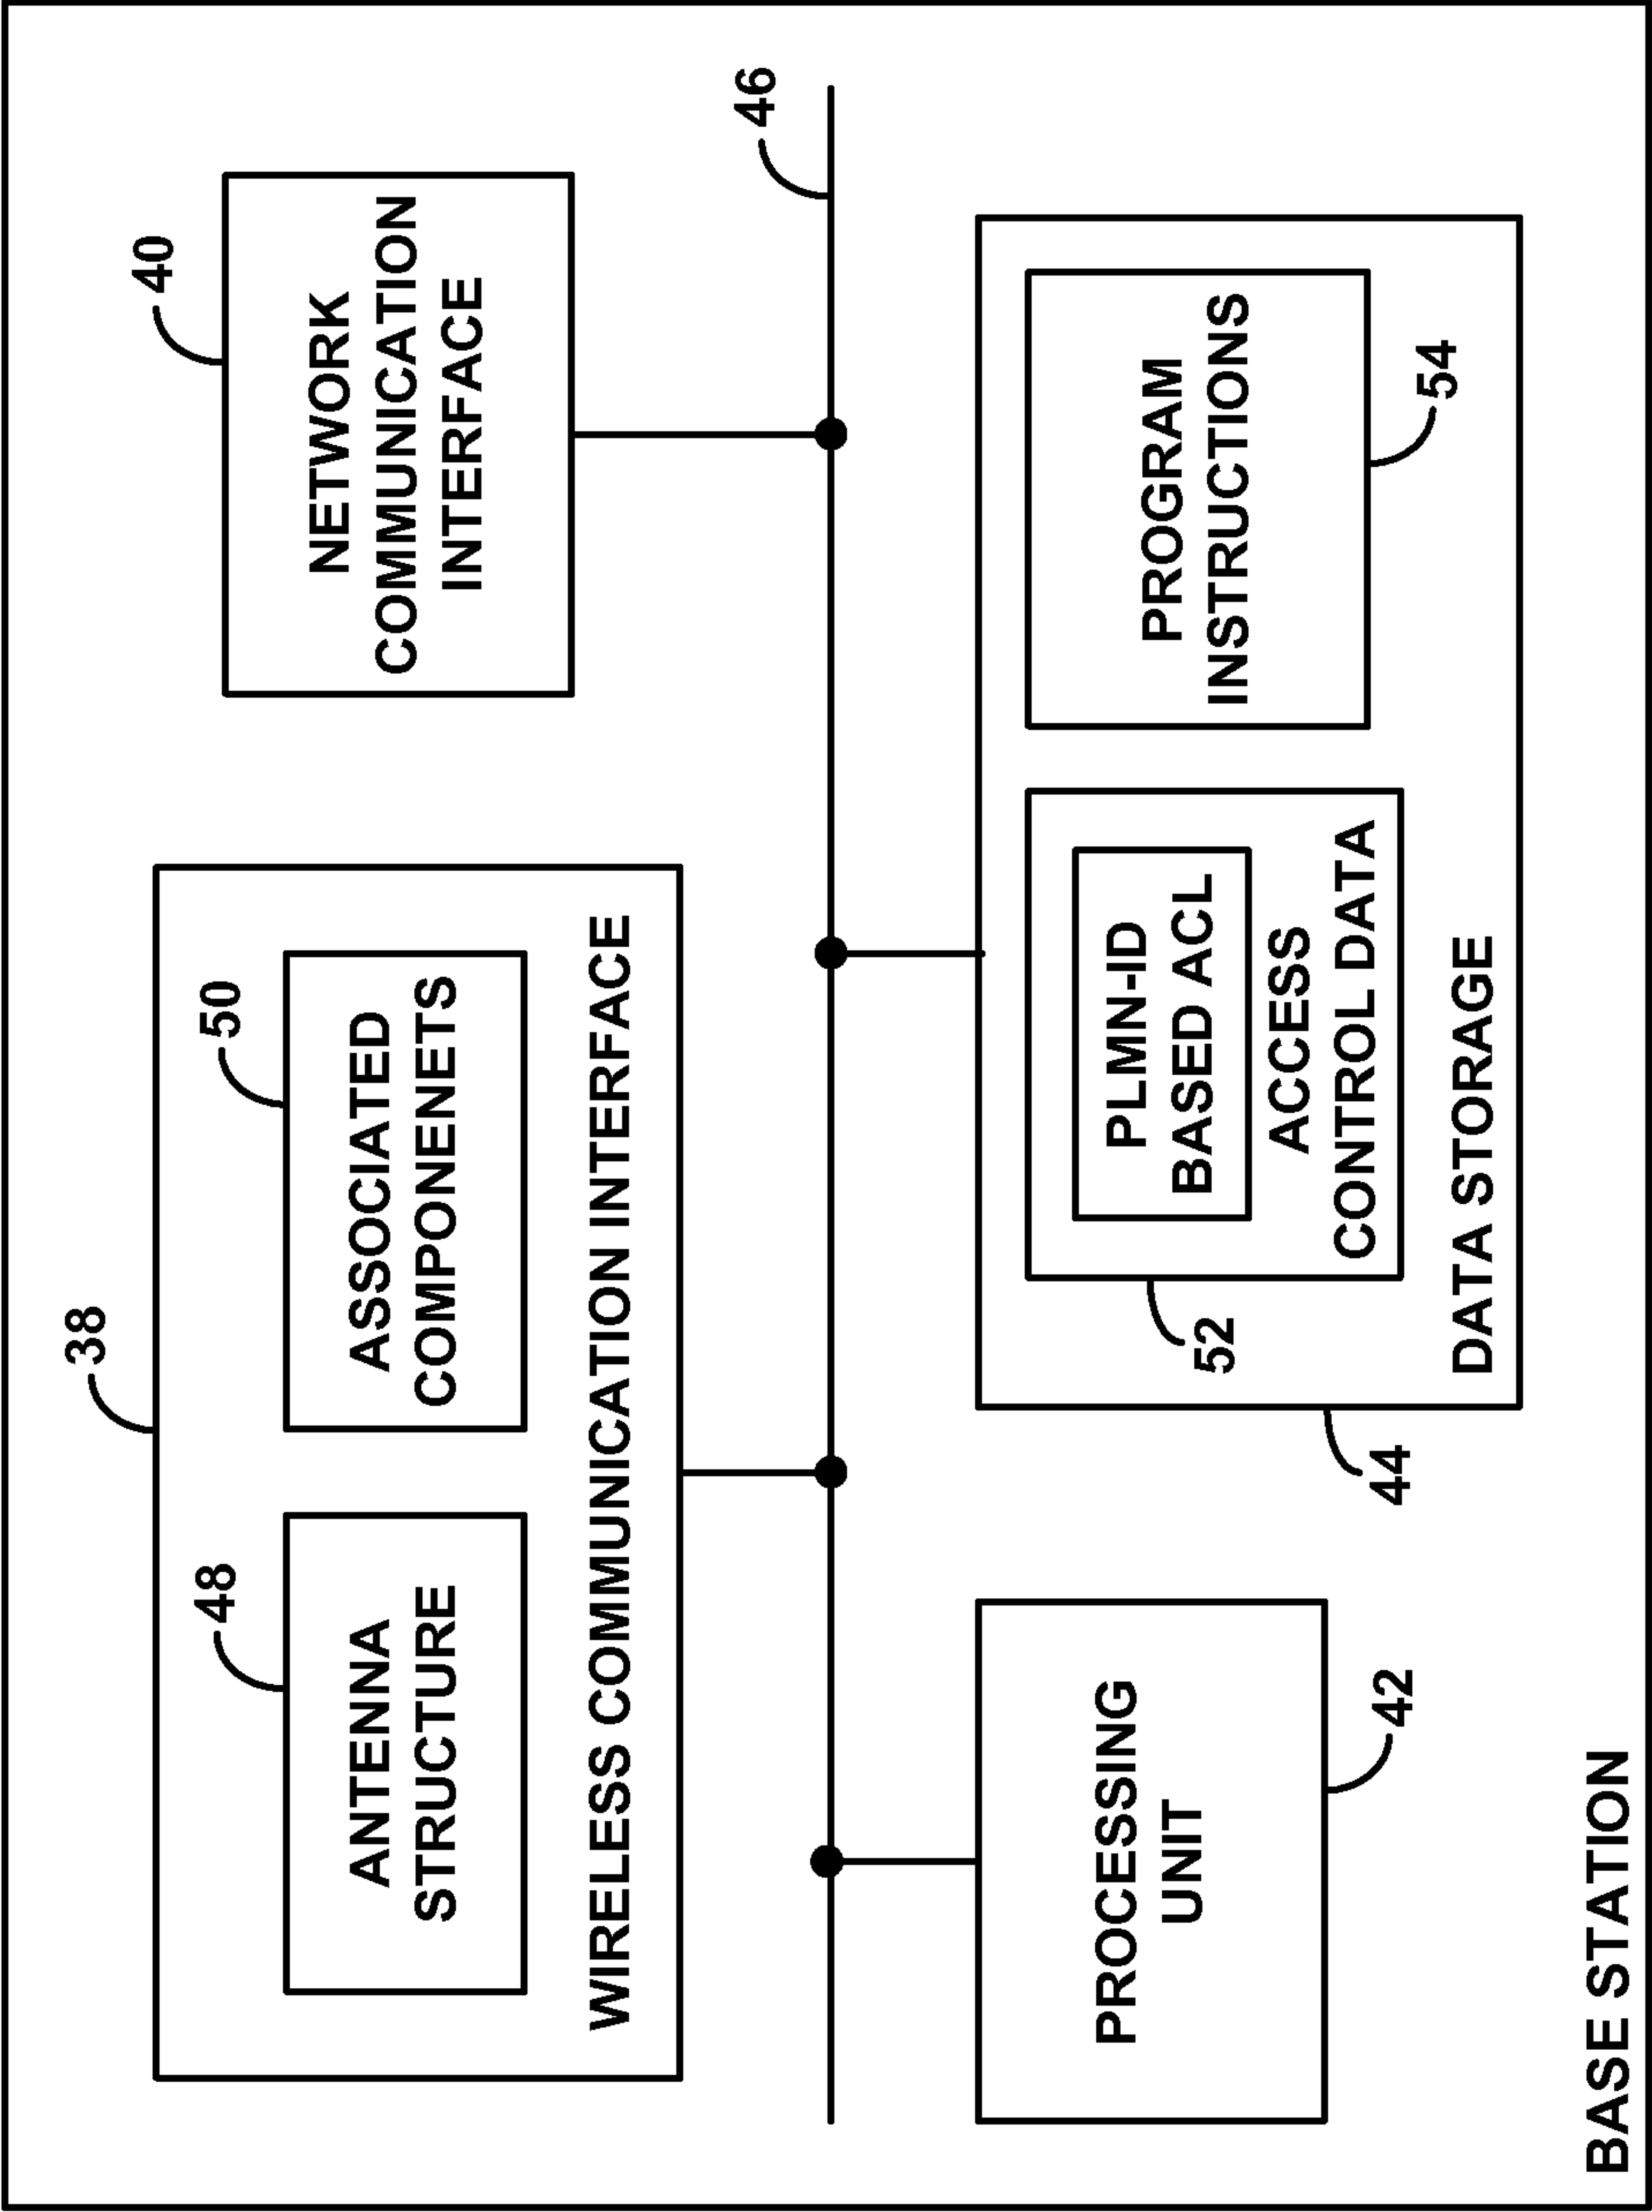 38
48
ANTENNA
STRUCTURE
50
ASSOCIATED
COMPONENETS
WIRELESS COMMUNICATION INTERFACE
40
NETWORK
COMMUNICATION
INTERFACE
46
PROCESSING
UNIT
42
52
PLMN-ID
BASED ACL
ACCESS
CONTROL DATA
PROGRAM
INSTRUCTIONS
54
DATA STORAGE
44
BASE STATION